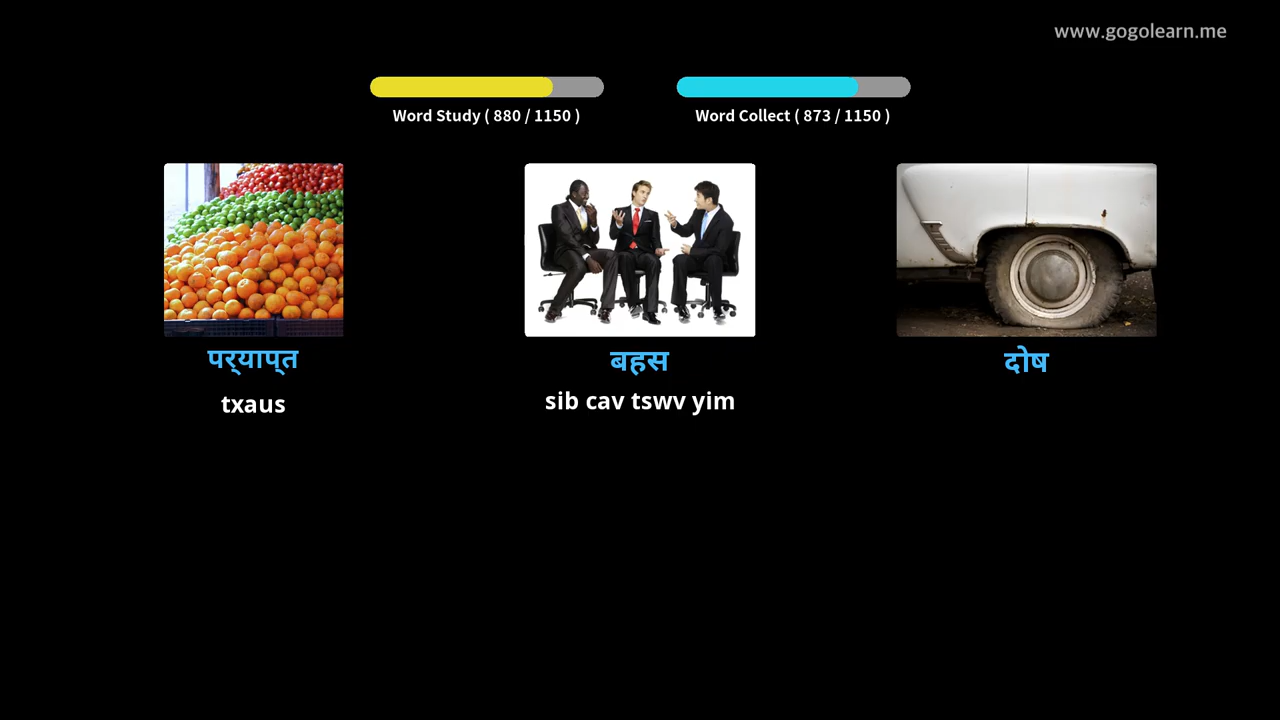 www.gogolearn.me
Word Study ( 880 / 1150 )
Word Collect ( 873 / 1150 )
पर्‌याप्‌त
बहस
दोष
txaus
sib cav tswv yim